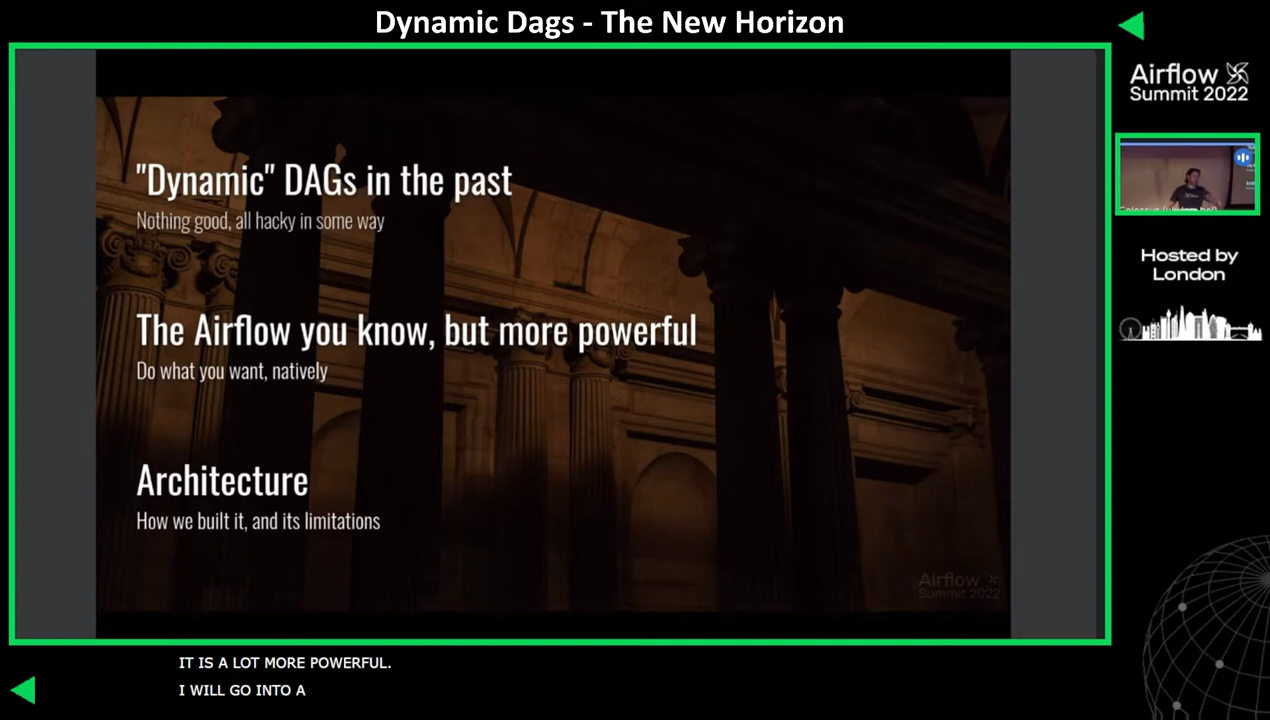 Dynamic Dags - The New Horizon
Airflow
Summit 2022
"Dynamic" DAGs in the past
Nothing good, all hacky in some way
The Airflow you know, but more powerful
Do what you want, natively
Architecture
How we built it, and its limitations
Airflow
Summit 2022
Hosted by
London
IT IS A LOT MORE POWERFUL.
I WILL GO INTO A